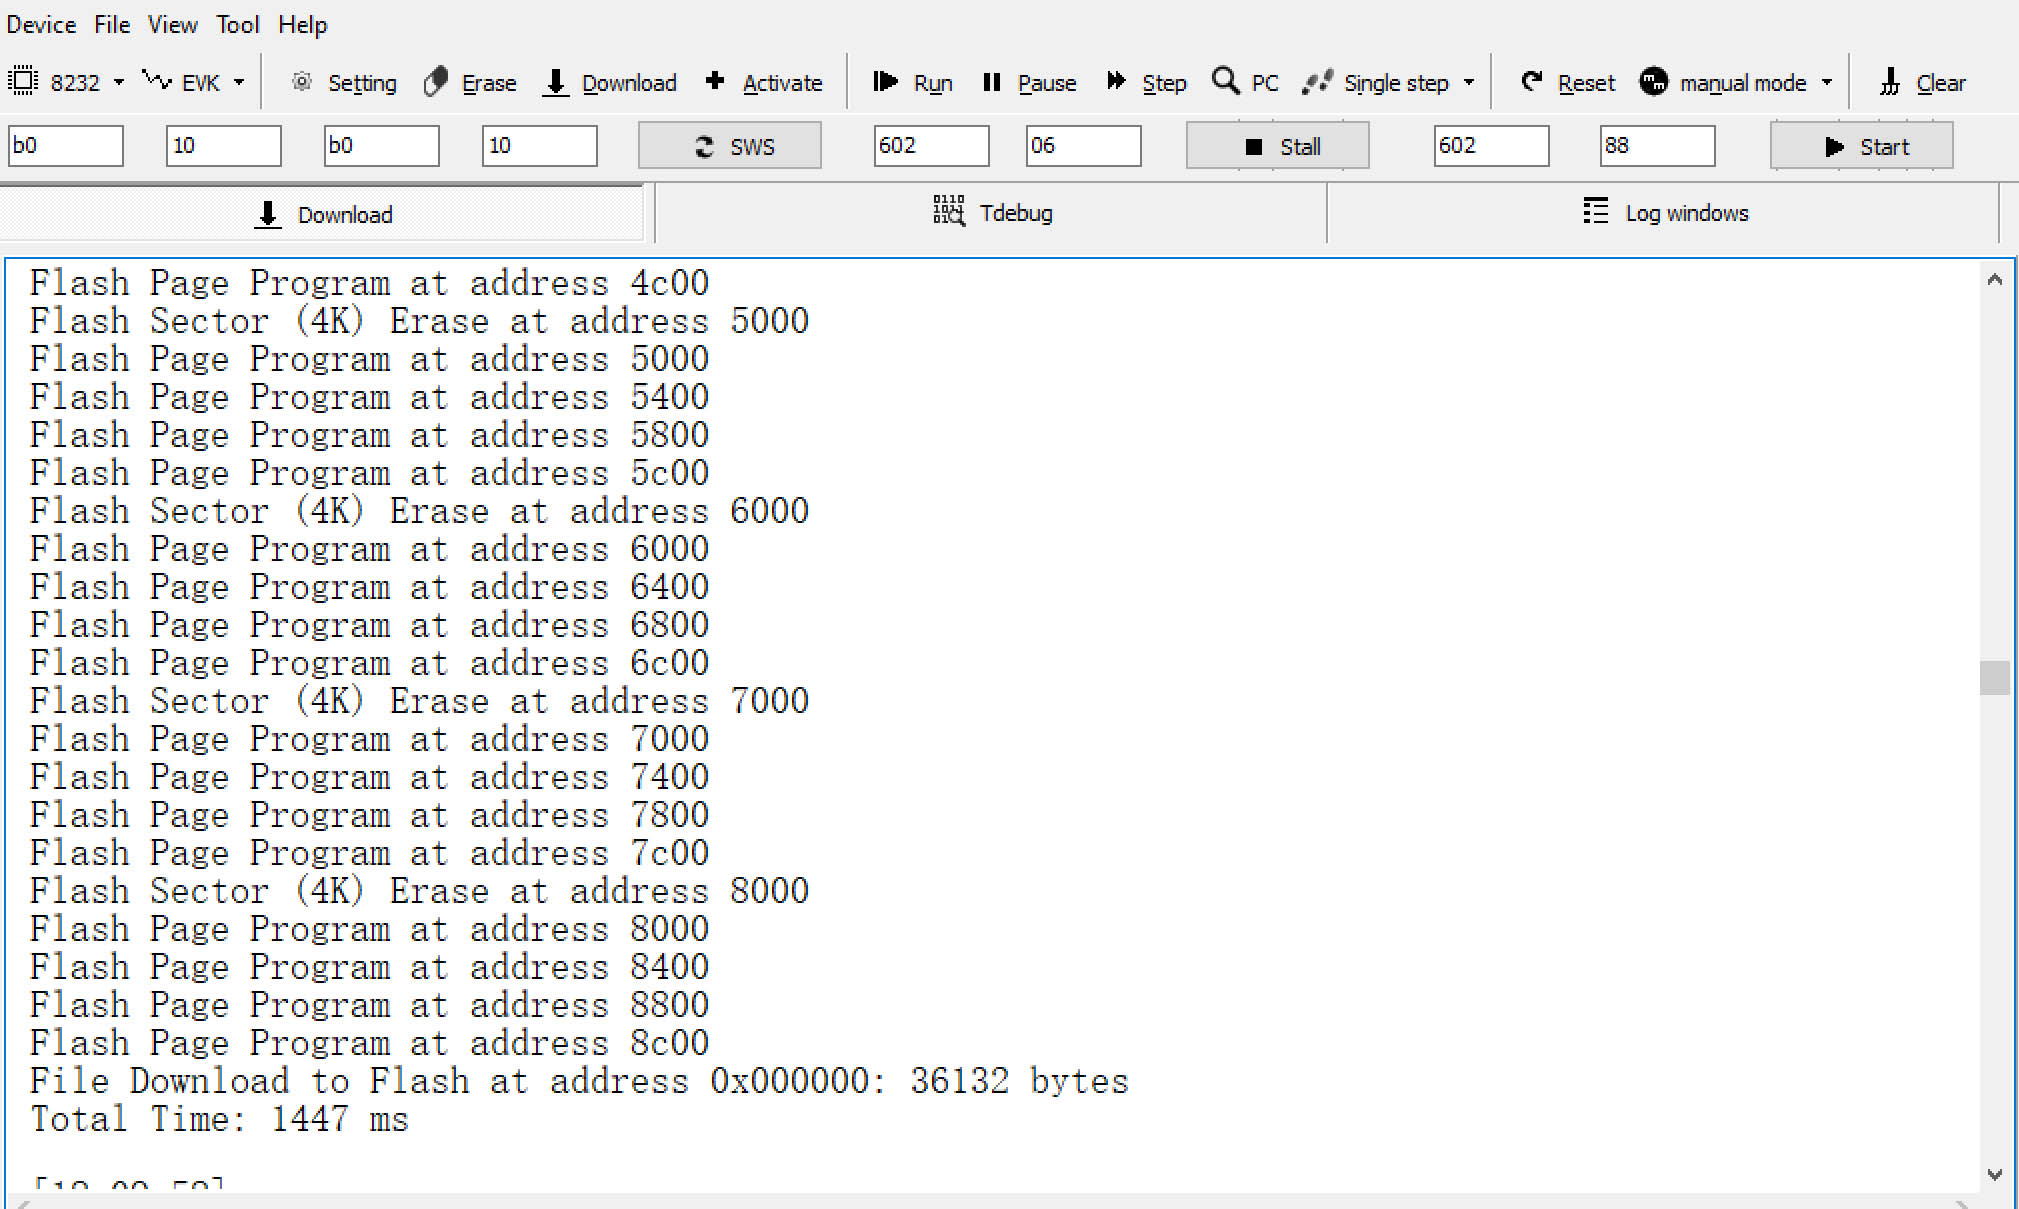 Device File View Tool Help
8232 EVK Setting Erase Download Activate Run Pause Step PC Single step Reset manual mode Clear
b0 10 b0 10 SWS 602 06 Stall 602 88 Start
Download Tdebug Log windows
Flash Page Program at address 4c00
Flash Sector (4K) Erase at address 5000
Flash Page Program at address 5000
Flash Page Program at address 5400
Flash Page Program at address 5800
Flash Page Program at address 5c00
Flash Sector (4K) Erase at address 6000
Flash Page Program at address 6000
Flash Page Program at address 6400
Flash Page Program at address 6800
Flash Page Program at address 6c00
Flash Sector (4K) Erase at address 7000
Flash Page Program at address 7000
Flash Page Program at address 7400
Flash Page Program at address 7800
Flash Page Program at address 7c00
Flash Sector (4K) Erase at address 8000
Flash Page Program at address 8000
Flash Page Program at address 8400
Flash Page Program at address 8800
Flash Page Program at address 8c00
File Download to Flash at address 0x000000: 36132 bytes
Total Time: 1447 ms